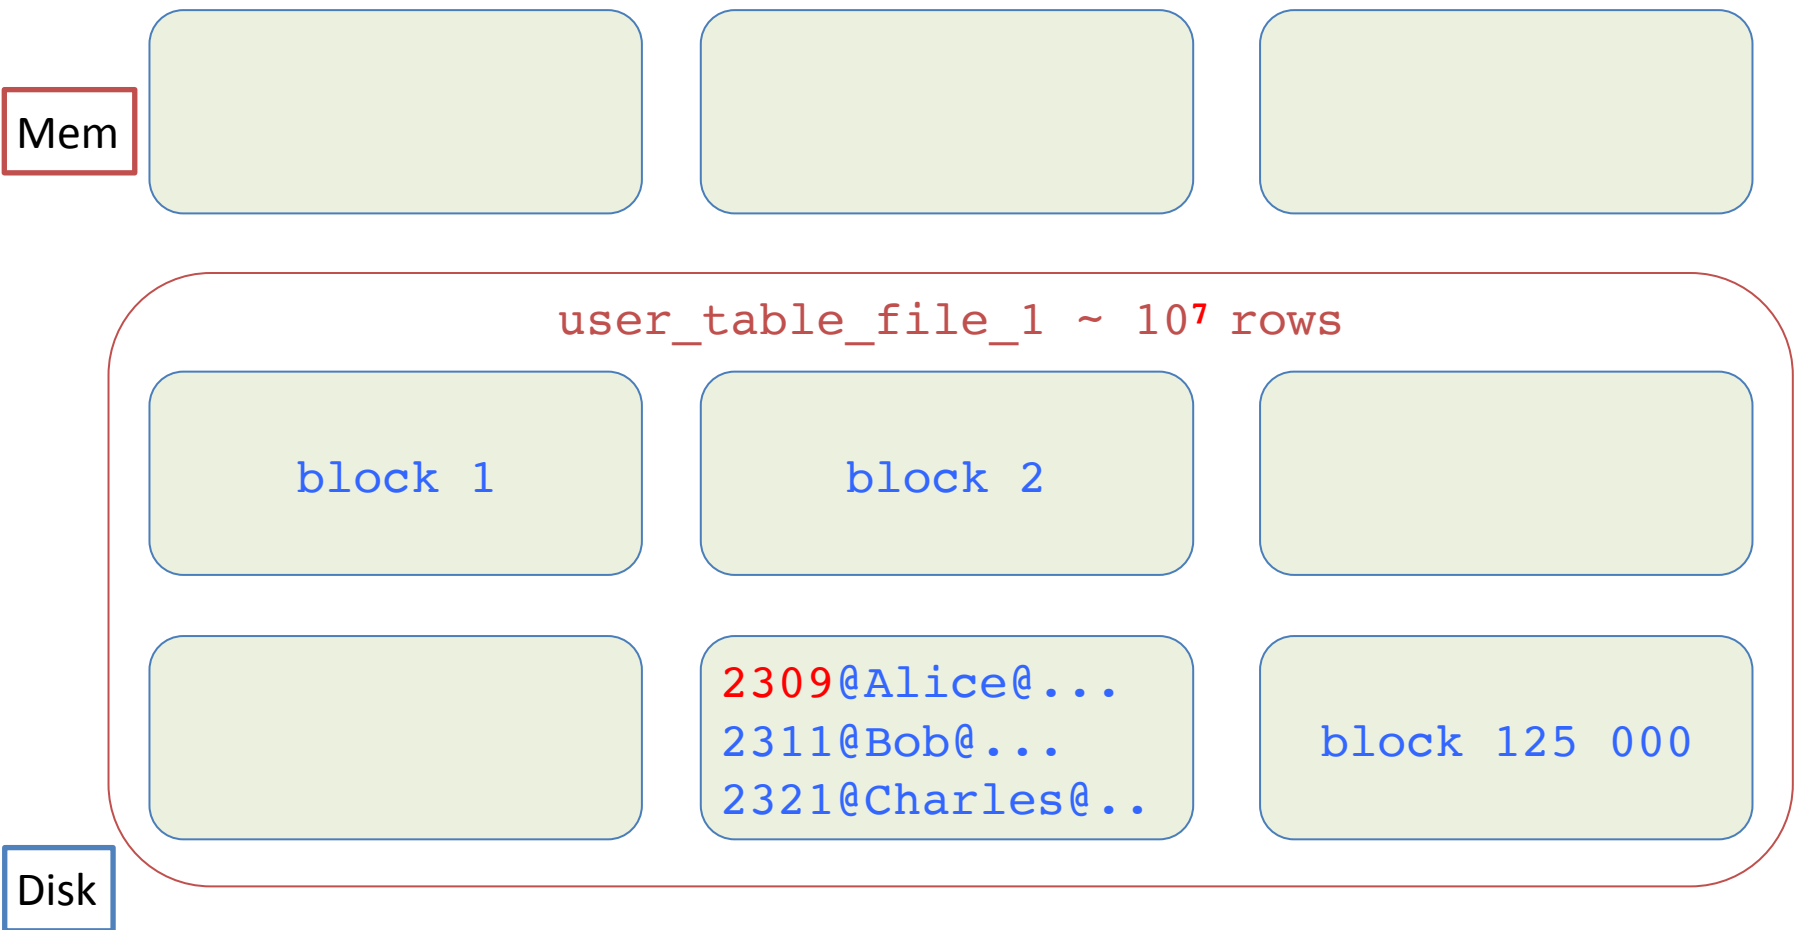 Mem
user_table_file_1 ~ 10⁷ rows
block 1
block 2
2309@Alice@...
2311@Bob@...
2321@Charles@..
block 125 000
Disk